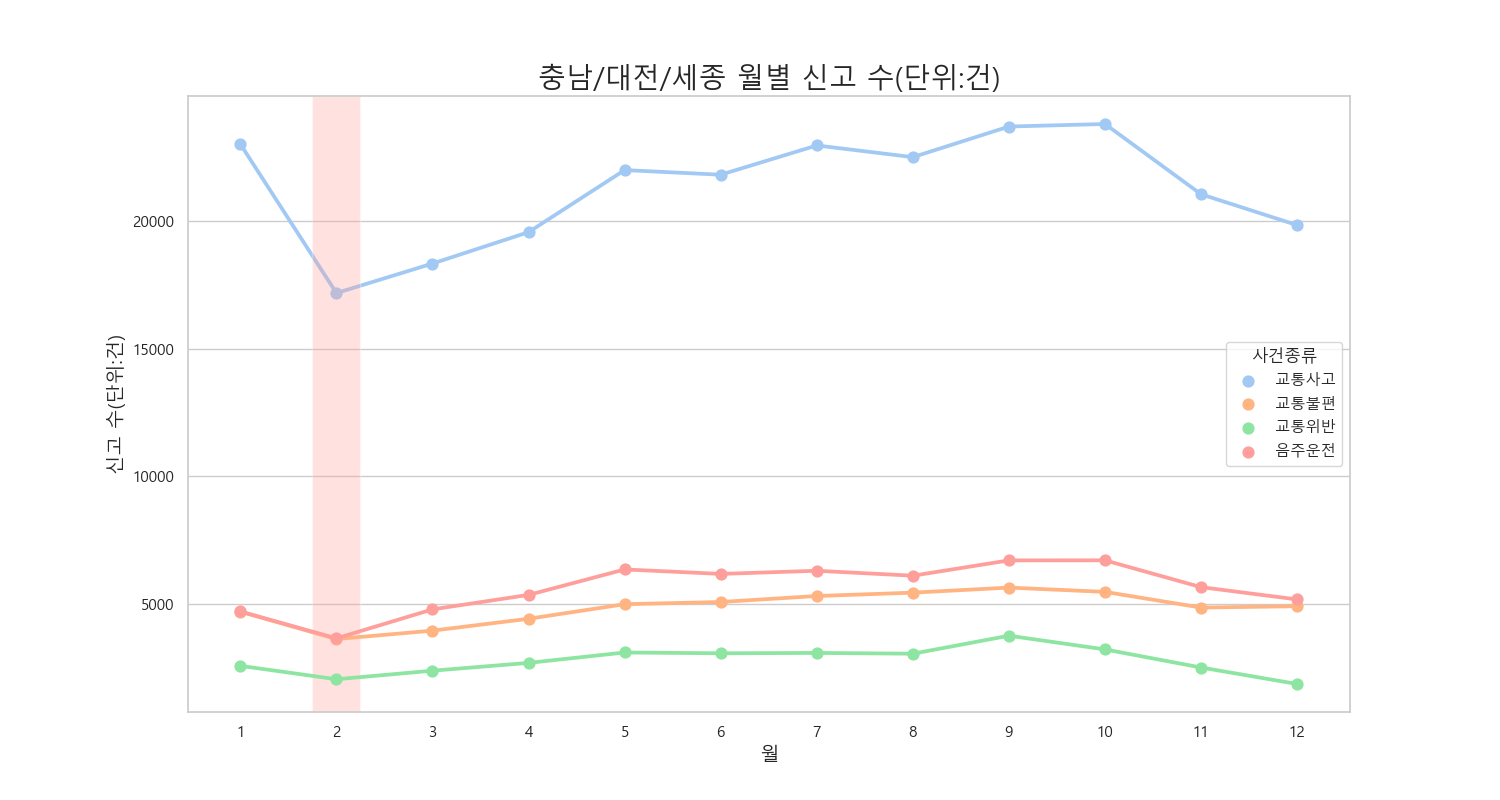 충남/대전/세종 월별 신고 수(단위:건)
신고 수(단위:건)
20000
15000
10000
5000
사건종류
교통사고
교통불편
교통위반
음주운전
1 2 3 4 5 6 7 8 9 10 11 12
월